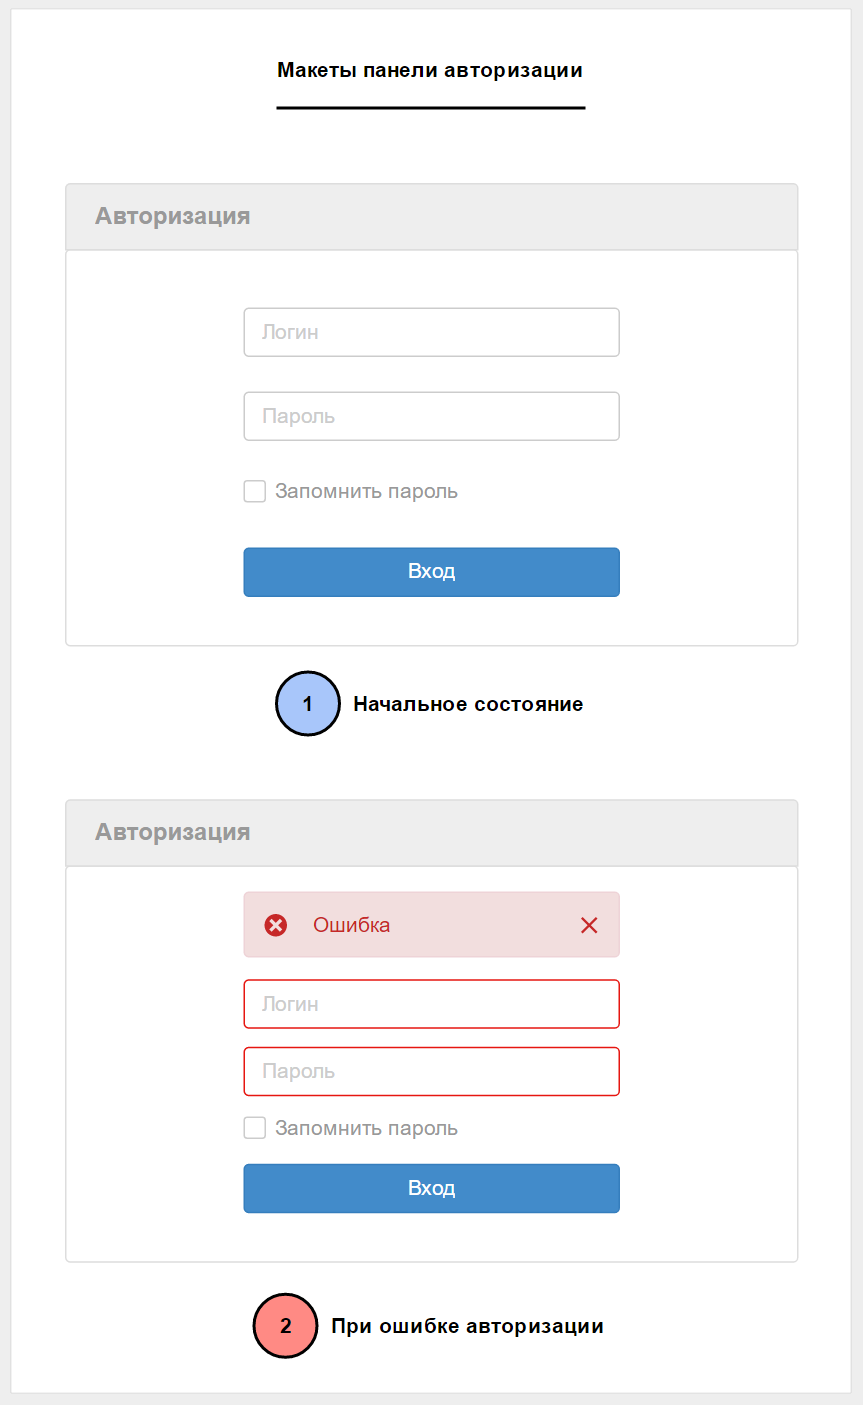 Макеты панели авторизации
Авторизация
Логин
Пароль
Запомнить пароль
Вход
1 Начальное состояние
Авторизация
Ошибка
Логин
Пароль
Запомнить пароль
Вход
2 При ошибке авторизации